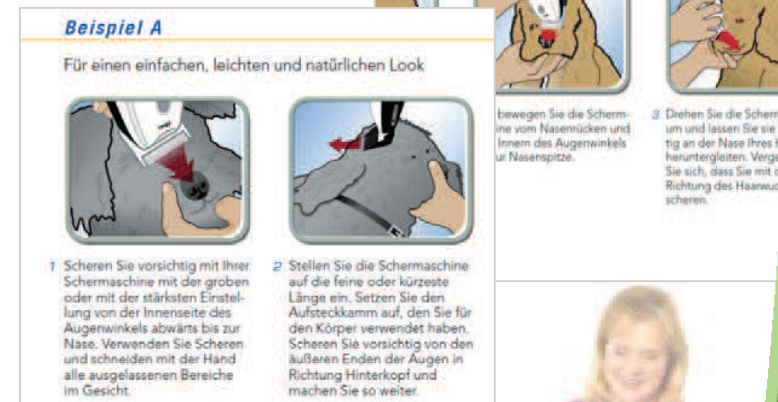 Beispiel A
Für einen einfachen, leichten und natürlichen Look
1 Scheren Sie vorsichtig mit Ihrer
Schermaschine mit der groben
oder mit der stärksten Einstel-
lung von der Innenseite des
Augenwinkels abwärts bis zur
Nase. Verwenden Sie Scheren
und schneiden mit der Hand
alle ausgelassenen Bereiche
im Gesicht.
2 Stellen Sie die Schermaschine
auf die feine oder kürzeste
Länge ein. Setzen Sie den
Aufsteckkamm auf, den Sie für
den Körper verwendet haben.
Scheren Sie vorsichtig von den
äußeren Enden der Augen in
Richtung Hinterkopf und
machen Sie so weiter.
bewegen Sie die Scherm-
ine vom Nasenrücken und
Innern des Augenwinkels
ur Nasenspitze.
3 Drehen Sie die Scherm
um und lassen Sie sie
tig an der Nase Ihres H
heruntergleiten. Verg
Sie sich, dass Sie mit d
Richtung des Haarwu
scheren.